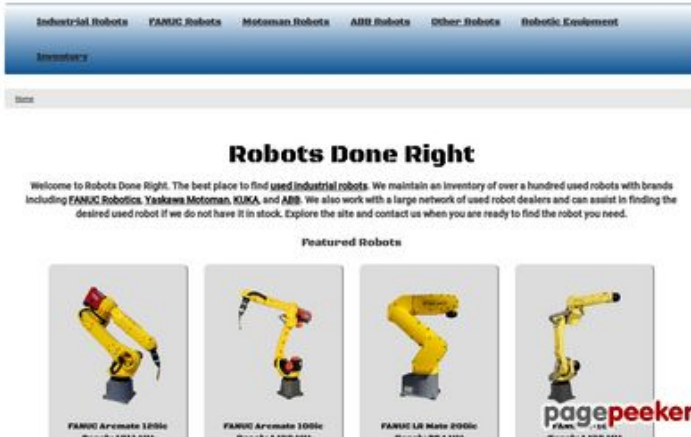 Industrial Robots FANUC Robots Motoman Robots ABB Robots Other Robots Robotic Equipment
Inventory
Home
Robots Done Right
Welcome to Robots Done Right. The best place to find used industrial robots. We maintain an inventory of over a hundred used robots with brands
including FANUC Robotics, Yaskawa Motoman, KUKA, and ABB. We also work with a large network of used robot dealers and can assist in finding the
desired used robot if we do not have it in stock. Explore the site and contact us when you are ready to find the robot you need.
Featured Robots
FANUC Arcmate 120ic FANUC Arcmate 100ic FANUC LR Mate 200ic
pagepeeker